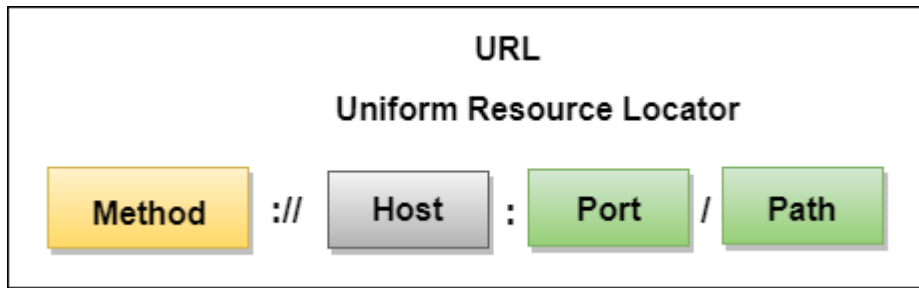 URL
Uniform Resource Locator
Method :// Host : Port / Path